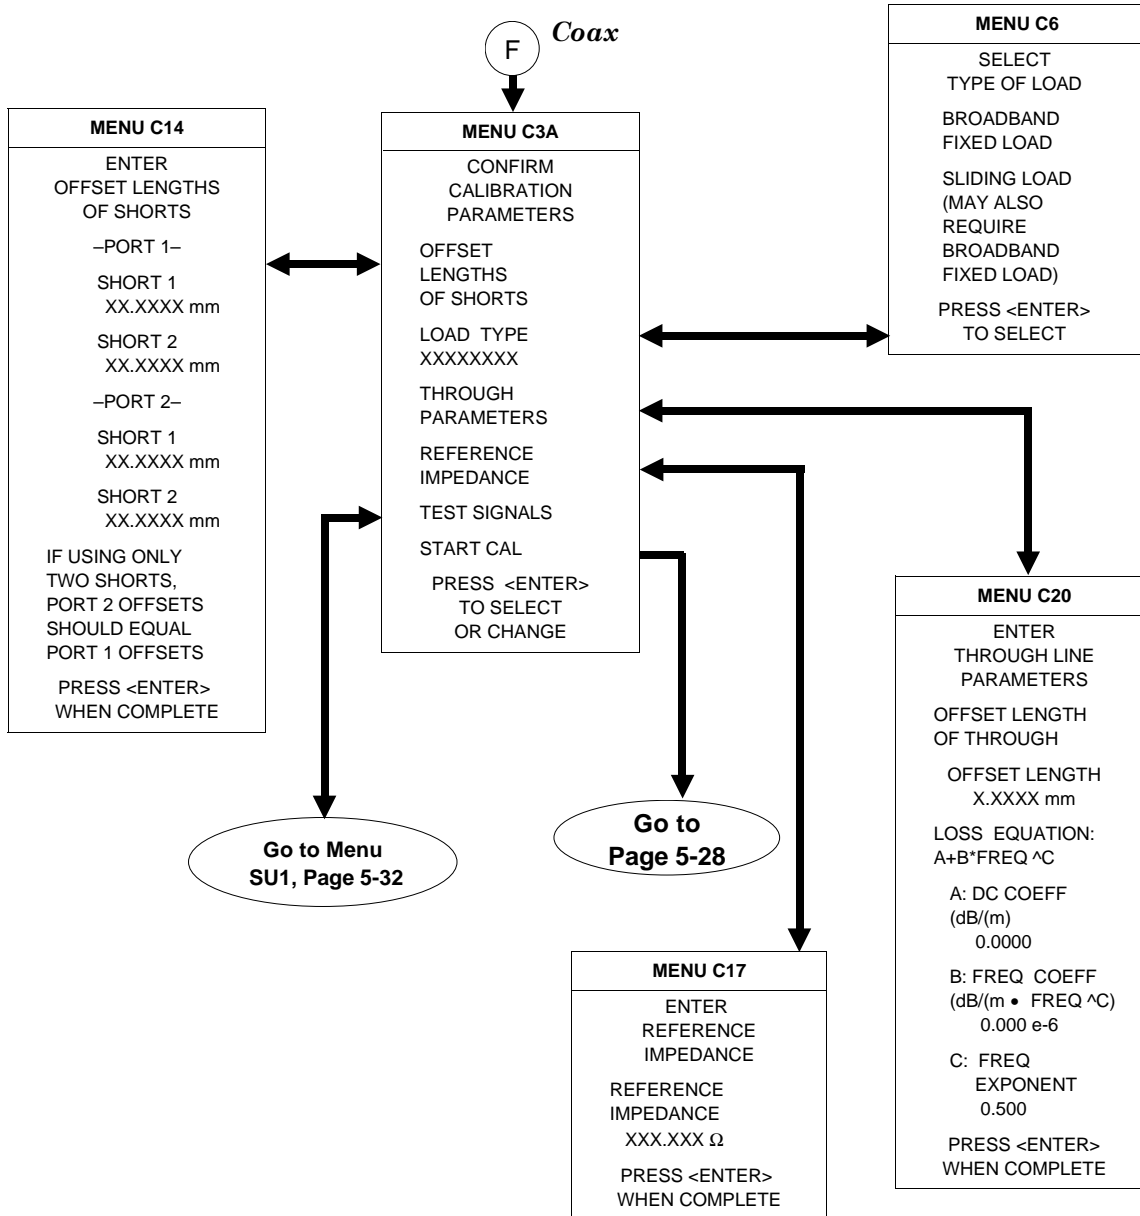 F
Coax
MENU C14
ENTER
OFFSET LENGTHS
OF SHORTS
–PORT 1–
SHORT 1
XX.XXXX mm
SHORT 2
XX.XXXX mm
–PORT 2–
SHORT 1
XX.XXXX mm
SHORT 2
XX.XXXX mm
IF USING ONLY
TWO SHORTS,
PORT 2 OFFSETS
SHOULD EQUAL
PORT 1 OFFSETS
PRESS <ENTER>
WHEN COMPLETE
MENU C3A
CONFIRM
CALIBRATION
PARAMETERS
OFFSET
LENGTHS
OF SHORTS
LOAD TYPE
XXXXXXXX
THROUGH
PARAMETERS
REFERENCE
IMPEDANCE
TEST SIGNALS
START CAL
PRESS <ENTER>
TO SELECT
OR CHANGE
MENU C6
SELECT
TYPE OF LOAD
BROADBAND
FIXED LOAD
SLIDING LOAD
(MAY ALSO
REQUIRE
BROADBAND
FIXED LOAD)
PRESS <ENTER>
TO SELECT
Go to Menu
SU1, Page 5-32
Go to
Page 5-28
MENU C17
ENTER
REFERENCE
IMPEDANCE
REFERENCE
IMPEDANCE
XXX.XXX Ω
PRESS <ENTER>
WHEN COMPLETE
MENU C20
ENTER
THROUGH LINE
PARAMETERS
OFFSET LENGTH
OF THROUGH
OFFSET LENGTH
X.XXXX mm
LOSS EQUATION:
A+B*FREQ ^C
A: DC COEFF
(dB/(m)
0.0000
B: FREQ COEFF
(dB/(m • FREQ ^C)
0.000 e-6
C: FREQ
EXPONENT
0.500
PRESS <ENTER>
WHEN COMPLETE